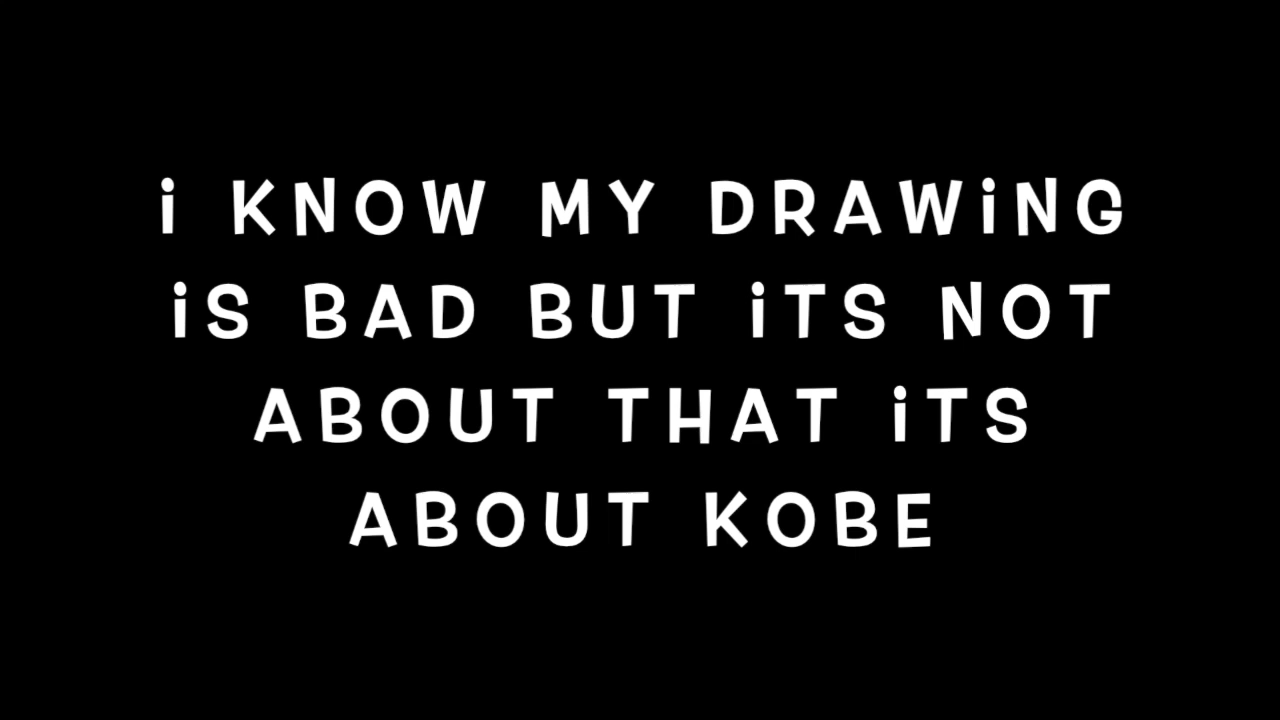 i KNOW MY DRAWiNG
iS BAD BUT iTS NOT
ABOUT THAT iTS
ABOUT KOBE